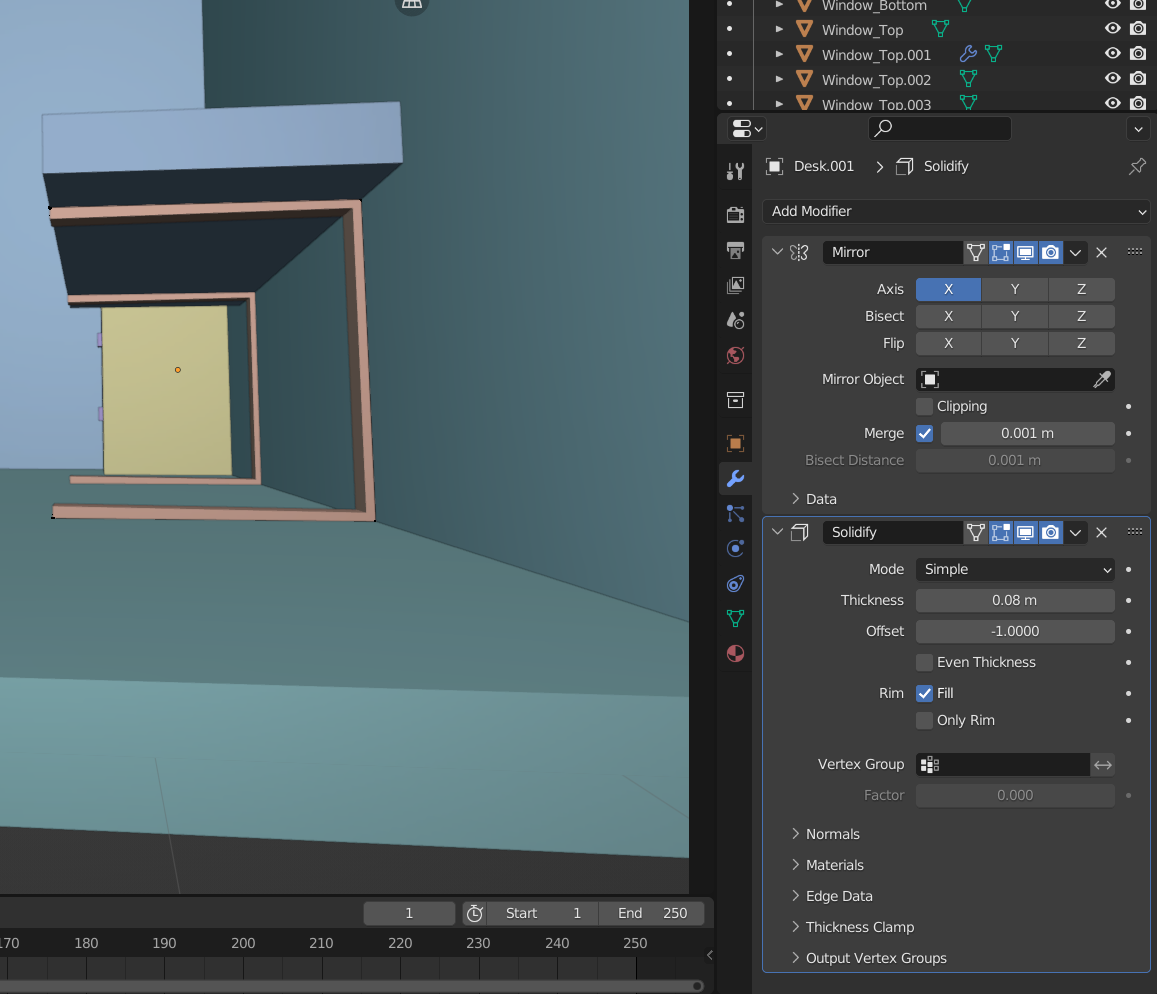 Window_Bottom
Window_Top
Window_Top.001
Window_Top.002
Window_Top.003
Desk.001 > Solidify
Add Modifier
Mirror
Axis X Y Z
Bisect X Y Z
Flip X Y Z
Mirror Object
Clipping
Merge 0.001 m
Bisect Distance 0.001 m
Data
Solidify
Mode Simple
Thickness 0.08 m
Offset -1.0000
Even Thickness
Rim Fill
Only Rim
Vertex Group
Factor 0.000
Normals
Materials
Edge Data
Thickness Clamp
Output Vertex Groups
1 Start 1 End 250
170 180 190 200 210 220 230 240 250